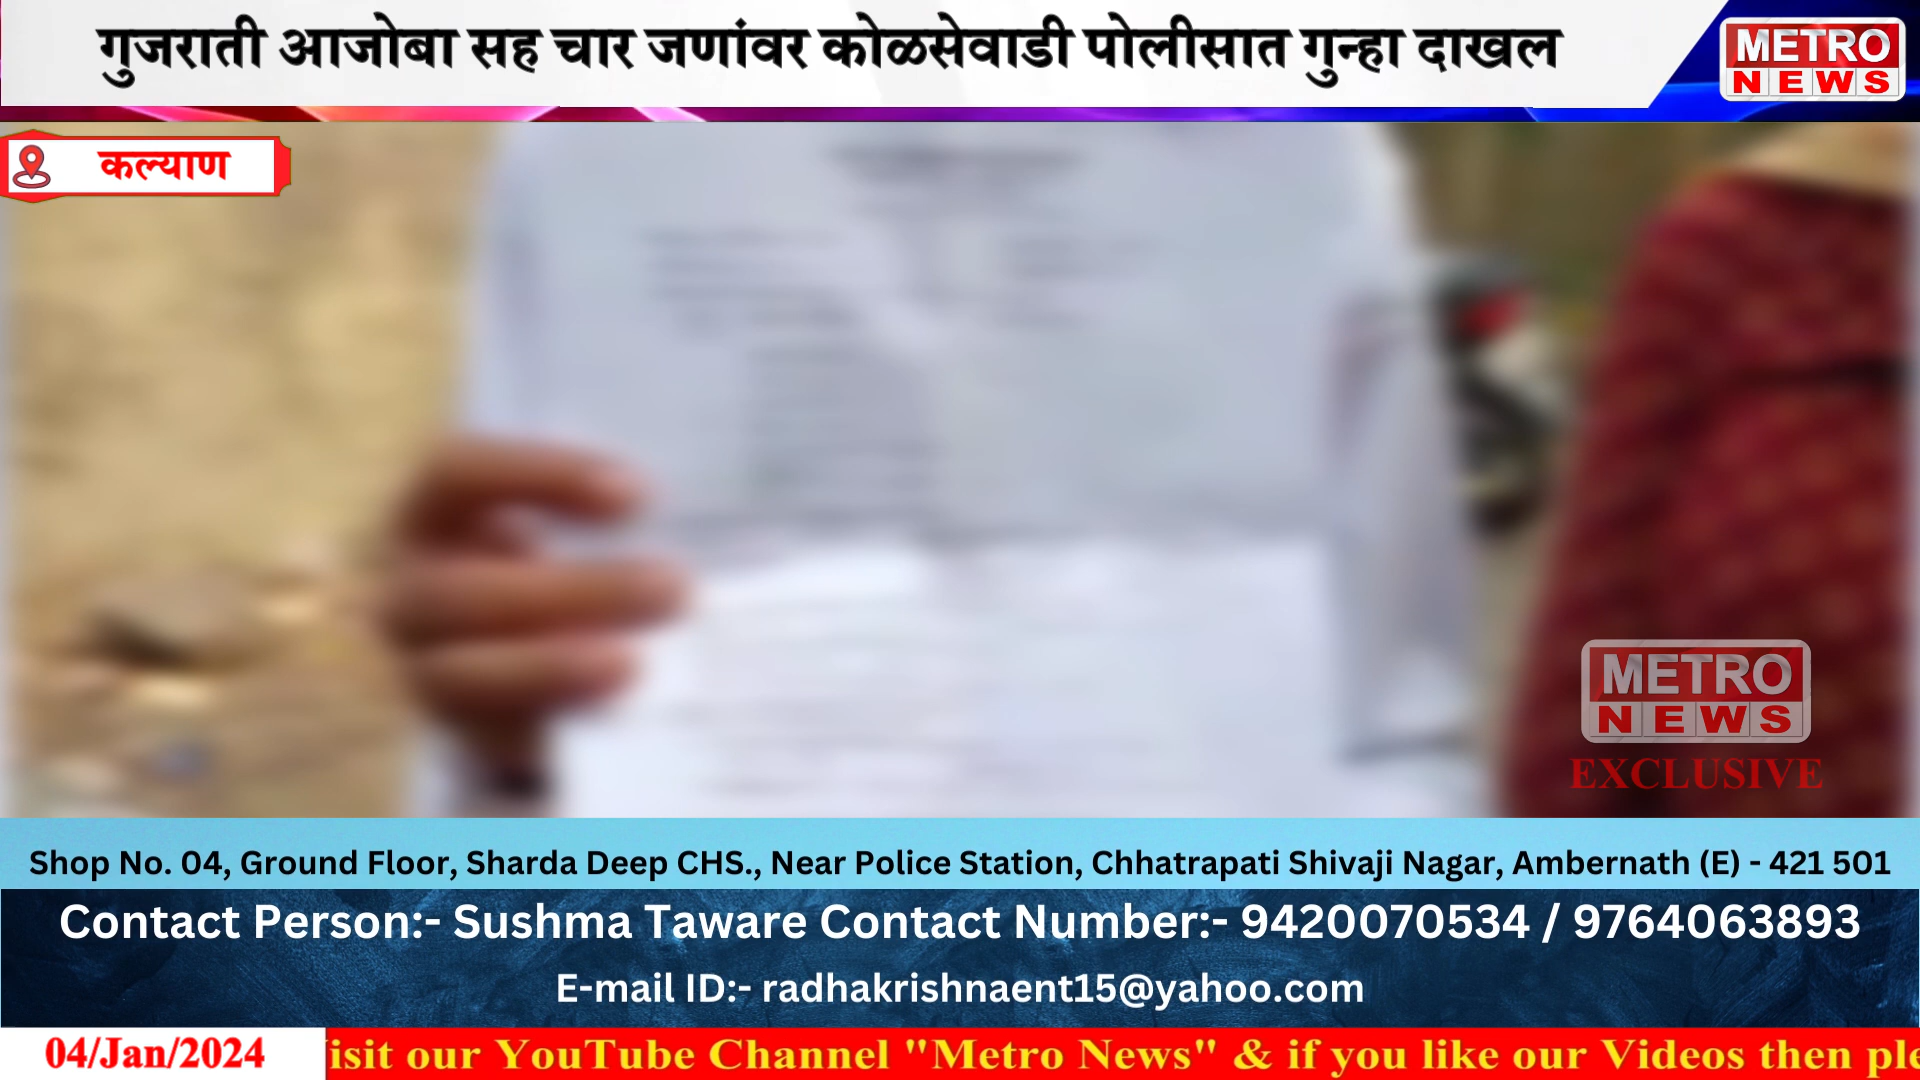 गुजराती आजोबा सह चार जणांवर कोळसेवाडी पोलीसात गुन्हा दाखल
METRO
NEWS
कल्याण
METRO
NEWS
EXCLUSIVE
Shop No. 04, Ground Floor, Sharda Deep CHS., Near Police Station, Chhatrapati Shivaji Nagar, Ambernath (E) - 421 501
Contact Person:- Sushma Taware Contact Number:- 9420070534 / 9764063893
E-mail ID:- radhakrishnaent15@yahoo.com
04/Jan/2024
isit our YouTube Channel "Metro News" & if you like our Videos then ple